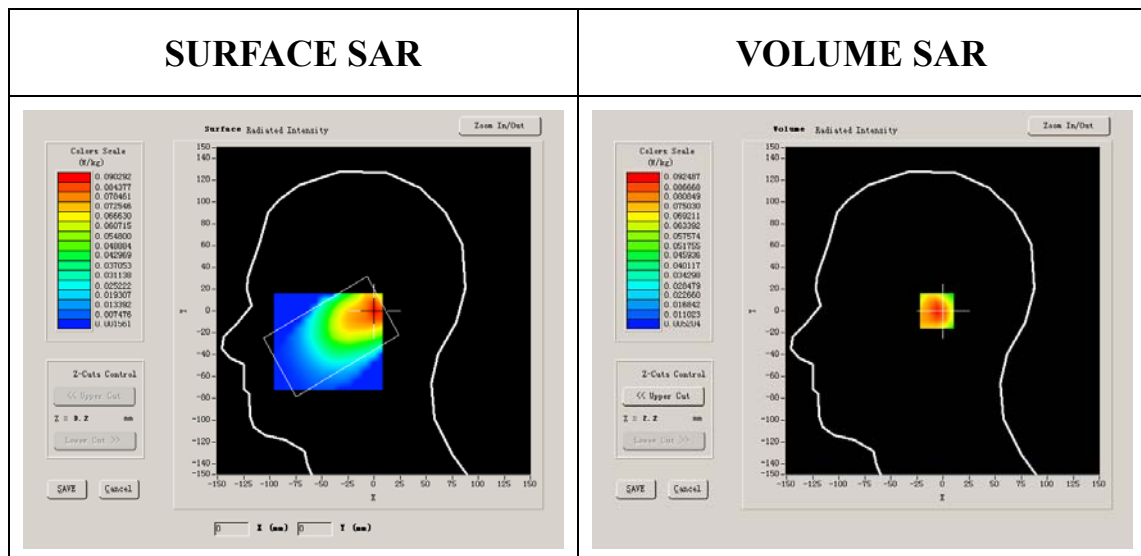 SURFACE SAR
VOLUME SAR
Surface Radiated Intensity
Zoom In/Out
Colors Scale
(W/kg)
0.090292
0.084377
0.078461
0.072546
0.066630
0.060715
0.054800
0.048884
0.042969
0.037053
0.031138
0.025222
0.019307
0.013392
0.007476
0.001561
150
140
120
100
80
60
40
20
0
-20
-40
-60
-80
-100
-120
-140
-150
Y
-150 -125 -100 -75 -50 -25 0 25 50 75 100 125 150
X
Z-Cuts Control
<< Upper Cut
Lower Cut >>
SAVE
Cancel
0 X (mm) 0 Y (mm)
Volume Radiated Intensity
Zoom In/Out
Colors Scale
(W/kg)
0.092487
0.086668
0.080849
0.075030
0.069211
0.063392
0.057574
0.051755
0.045936
0.040117
0.034298
0.028479
0.022660
0.016842
0.011023
0.005204
150
140
120
100
80
60
40
20
0
-20
-40
-60
-80
-100
-120
-140
-150
Y
-150 -125 -100 -75 -50 -25 0 25 50 75 100 125 150
X
Z-Cuts Control
<< Upper Cut
Lower Cut >>
SAVE
Cancel